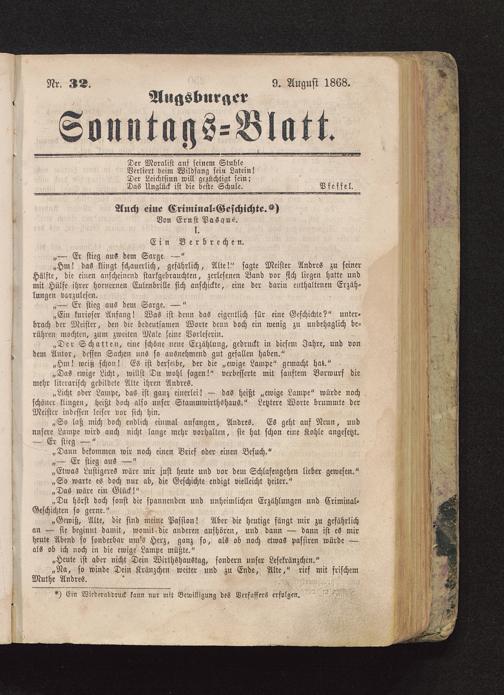 Nr. 32.
9. August 1868.
Augsburger
Sonntags-Blatt.
Der Moralist auf seinem Stuhle
Verliert beim Wildfang sein Latein!
Der Leichtsinn will gezüchtigt sein;
Das Unglück ist die beste Schule.
Pfeffel.
Auch eine Criminal-Geschichte.*)
Von Ernst Pasqué.
I.
Ein Verbrechen.
„— Er stieg aus dem Sarge. —“
„Hm! das klingt schauerlich, gefährlich, Alte!“ sagte Meister Andres zu seiner
Hälfte, die einen anscheinend starkgebrauchten, zerlesenen Band vor sich liegen hatte und
mit Hülfe ihrer hörnernen Eulenbrille sich anschickte, eine der darin enthaltenen Erzäh-
lungen vorzulesen.
„— Er stieg aus dem Sarge. —“
„Ein kurioser Anfang! Was ist denn das eigentlich für eine Geschichte?“ unter-
brach der Meister, den die bedeutsamen Worte denn doch ein wenig zu unbehaglich be-
rühren mochten, zum zweiten Male seine Vorleserin.
„Der Schatten, eine schöne neue Erzählung, gedruckt in diesem Jahre, und von
dem Autor, dessen Sachen uns so ausnehmend gut gefallen haben.“
„Hm! weiß schon! Es ist derselbe, der die „ewige Lampe“ gemacht hat.“
„Das ewige Licht, willst Du wohl sagen!“ verbesserte mit sanftem Vorwurf die
mehr literarisch gebildete Alte ihren Andres.
„Licht oder Lampe, das ist ganz einerlei! — das heißt „ewige Lampe“ würde noch
schöner klingen, heißt doch also unser Stammwirthshaus.“ Letztere Worte brummte der
Meister indessen leiser vor sich hin.
„So laß mich doch endlich einmal anfangen, Andres. Es geht auf Neun, und
unsere Lampe wird auch nicht lange mehr vorhalten, sie hat schon eine Kohle angesetzt.
— Er stieg —“
„Dann bekommen wir noch einen Brief oder einen Besuch.“
„— Er stieg aus —“
„Etwas Lustigeres wäre mir just heute und vor dem Schlafengehen lieber gewesen.“
„So warte es doch nur ab, die Geschichte endigt vielleicht heiter.“
„Das wäre ein Glück!“
„Du hörst doch sonst die spannenden und unheimlichen Erzählungen und Criminal-
Geschichten so gerne.“
„Gewiß, Alte, die sind meine Passion! Aber die heutige fängt mir zu gefährlich
an — sie beginnt damit, womit die anderen aufhören, und dann — dann ist es mir
heute Abend so sonderbar um's Herz, ganz so, als ob noch etwas passiren würde —
als ob ich noch in die ewige Lampe müßte.“
„Heute ist aber nicht Dein Wirthshaustag, sondern unser Lesekränzchen.“
„Na, so winde Dein Kränzchen weiter und zu Ende, Alte,“ rief mit frischem
Muthe Andres.
*) Ein Wiederabdruck kann nur mit Bewilligung des Verfassers erfolgen.